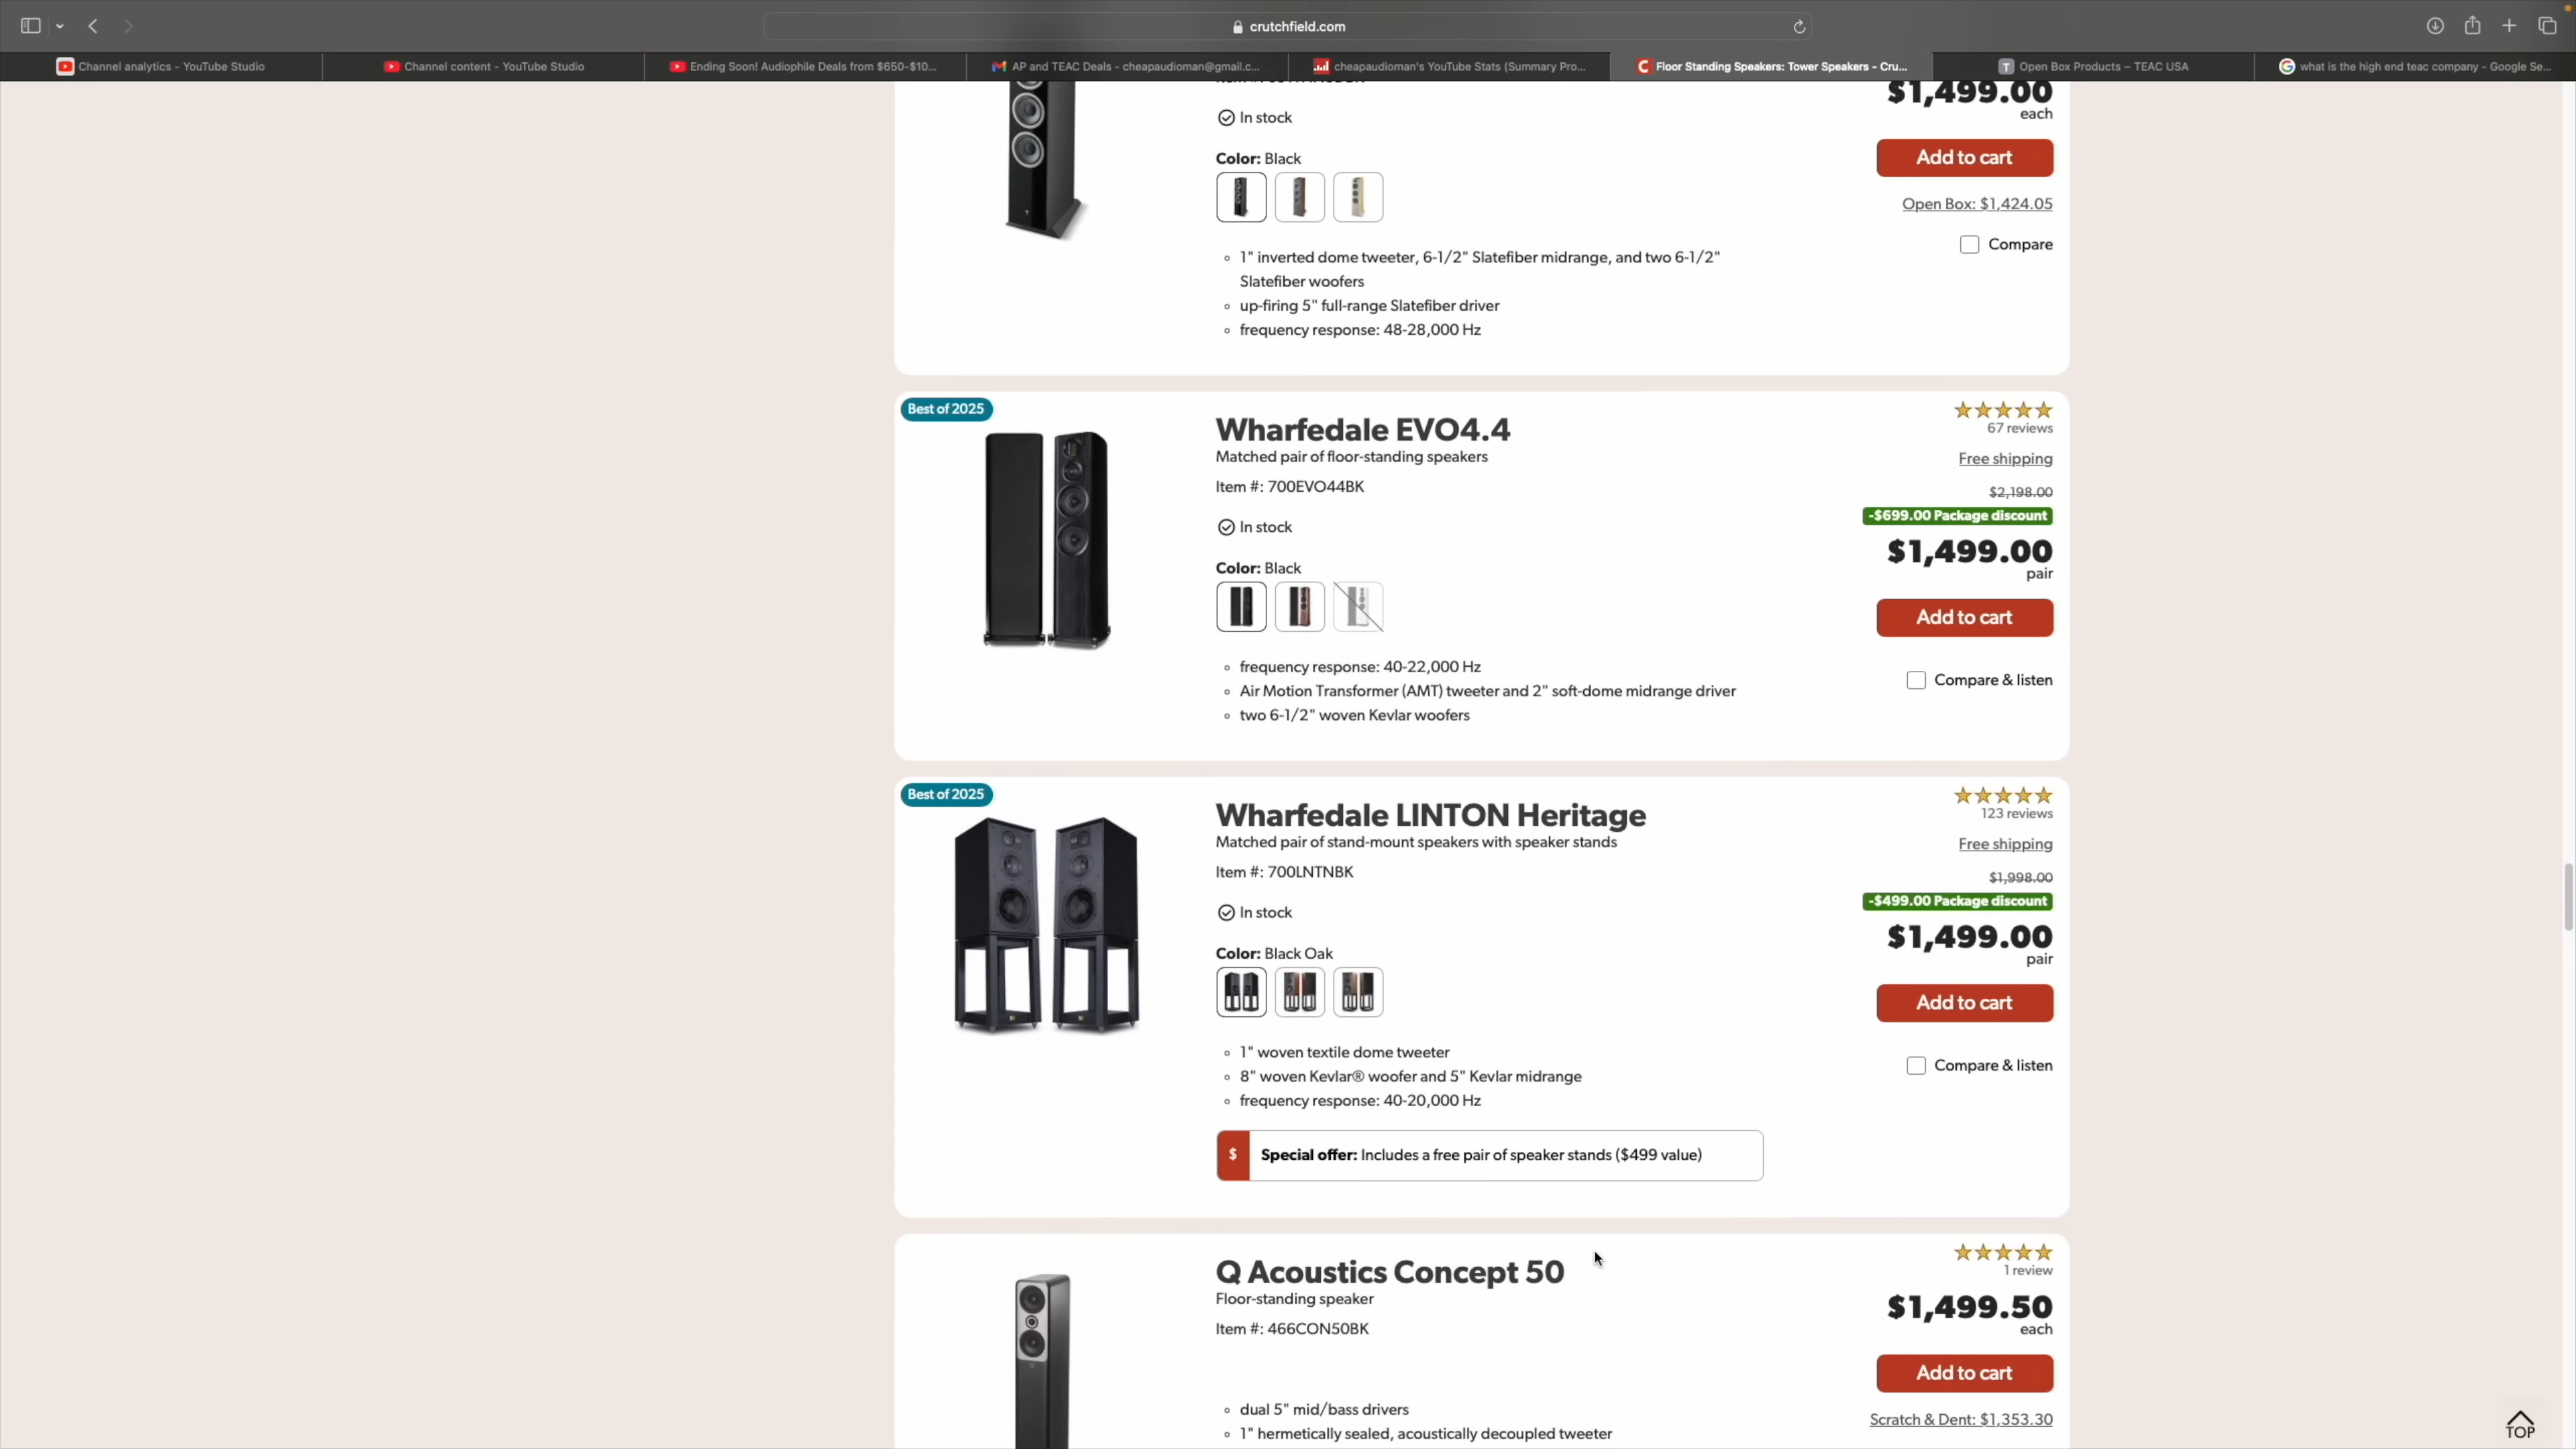 crutchfield.com
Channel analytics - YouTube Studio
Channel content - YouTube Studio
Ending Soon! Audiophile Deals from $650-$10...
AP and TEAC Deals - cheapaudioman@gmail.c...
cheapaudioman's YouTube Stats (Summary Pro...
Floor Standing Speakers: Tower Speakers - Cru...
T Open Box Products – TEAC USA
what is the high end teac company - Google Se...
$1,499.00
each
In stock
Color: Black
Add to cart
Open Box: $1,424.05
Compare
1" inverted dome tweeter, 6-1/2" Slatefiber midrange, and two 6-1/2"
Slatefiber woofers
up-firing 5" full-range Slatefiber driver
frequency response: 48-28,000 Hz
Best of 2025
Wharfedale EVO4.4
Matched pair of floor-standing speakers
Item #: 700EVO44BK
In stock
Color: Black
frequency response: 40-22,000 Hz
Air Motion Transformer (AMT) tweeter and 2" soft-dome midrange driver
two 6-1/2" woven Kevlar woofers
67 reviews
Free shipping
$2,198.00
-$699.00 Package discount
$1,499.00
pair
Add to cart
Compare & listen
Best of 2025
Wharfedale LINTON Heritage
Matched pair of stand-mount speakers with speaker stands
Item #: 700LNTNBK
In stock
Color: Black Oak
1" woven textile dome tweeter
8" woven Kevlar® woofer and 5" Kevlar midrange
frequency response: 40-20,000 Hz
$ Special offer: Includes a free pair of speaker stands ($499 value)
123 reviews
Free shipping
$1,998.00
-$499.00 Package discount
$1,499.00
pair
Add to cart
Compare & listen
Q Acoustics Concept 50
Floor-standing speaker
Item #: 466CON50BK
dual 5" mid/bass drivers
1" hermetically sealed, acoustically decoupled tweeter
1 review
$1,499.50
each
Add to cart
Scratch & Dent: $1,353.30
TOP